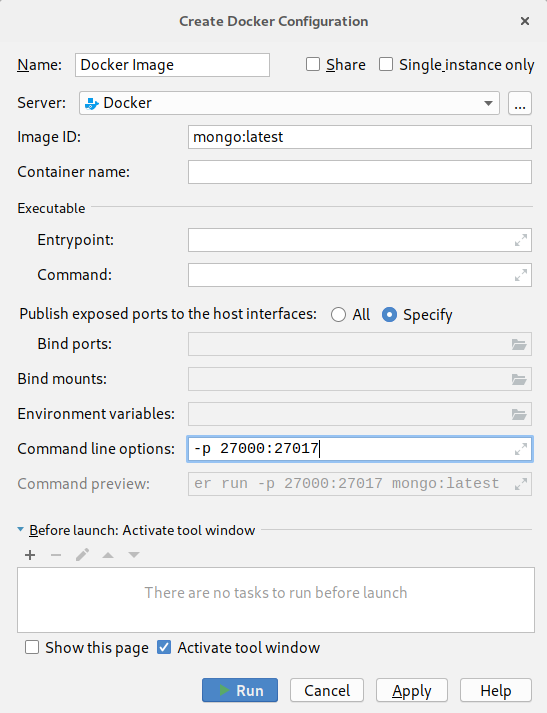 Create Docker Configuration
Name: Docker Image Share Single instance only
Server: Docker ...
Image ID: mongo:latest
Container name:
Executable
Entrypoint:
Command:
Publish exposed ports to the host interfaces: All Specify
Bind ports:
Bind mounts:
Environment variables:
Command line options: -p 27000:27017
Command preview: er run -p 27000:27017 mongo:latest
Before launch: Activate tool window
There are no tasks to run before launch
Show this page Activate tool window
Run Cancel Apply Help